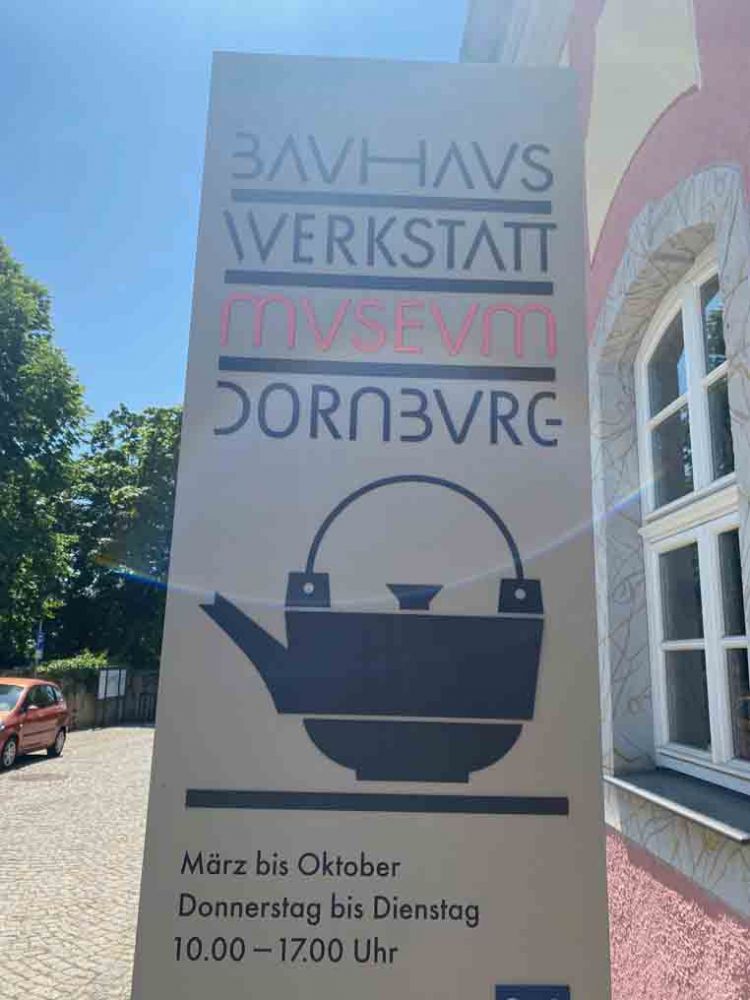 BAVHAVS
WERKSTATT
MVSEVM
DORNBVRG
März bis Oktober
Donnerstag bis Dienstag
10.00 – 17.00 Uhr